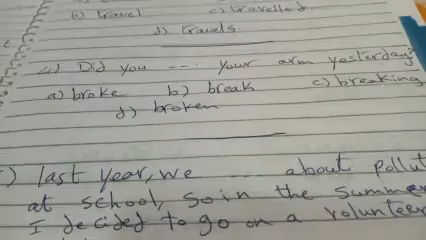 b) travel c) travelled
d) travels
4) Did you --- your arm yesterday?
a) broke b) break c) breaking
d) broken
) last year, we about pollut
at school, so in the summe
I decided to go on a volunteer